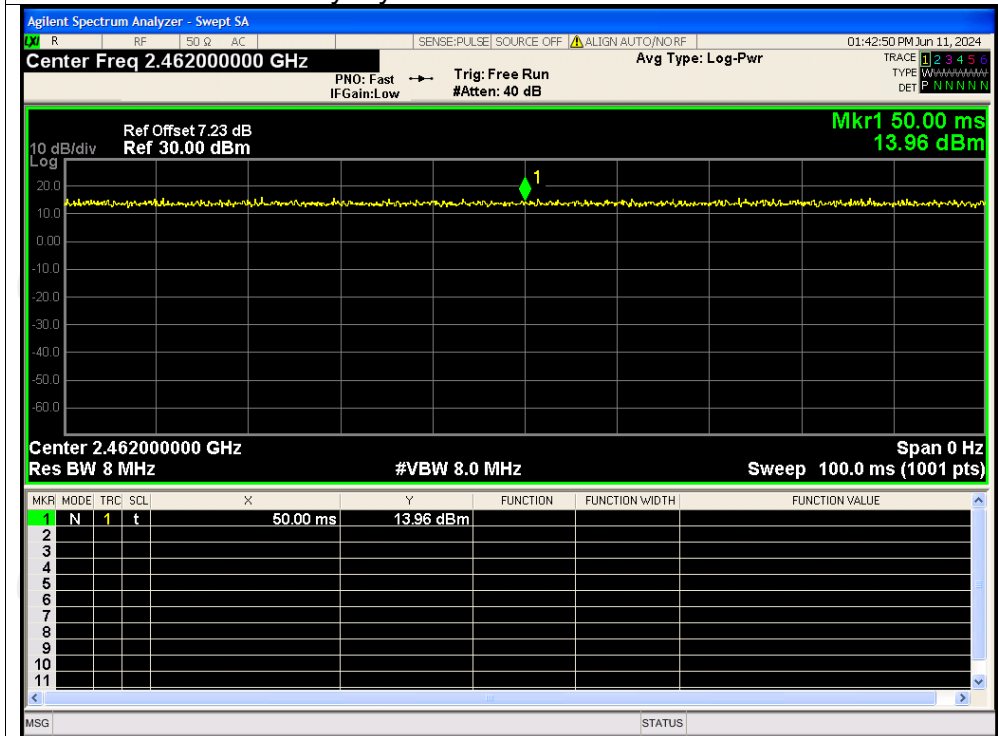 Agilent Spectrum Analyzer - Swept SA
LXI R RF 50 Ω AC SENSE:PULSE SOURCE OFF ALIGN AUTO/NO RF 01:42:50 PM Jun 11, 2024
Center Freq 2.462000000 GHz Avg Type: Log-Pwr TRACE 1 2 3 4 5 6
PNO: Fast Trig: Free Run TYPE W
IFGain:Low #Atten: 40 dB DET P N N N N N
Mkr1 50.00 ms
Ref Offset 7.23 dB
10 dB/div Ref 30.00 dBm 13.96 dBm
Log
1
20.0
10.0
0.00
-10.0
-20.0
-30.0
-40.0
-50.0
-60.0
Center 2.462000000 GHz Span 0 Hz
Res BW 8 MHz #VBW 8.0 MHz Sweep 100.0 ms (1001 pts)
MKR MODE TRC SCL X Y FUNCTION FUNCTION WIDTH FUNCTION VALUE
1 N 1 t 50.00 ms 13.96 dBm
2
3
4
5
6
7
8
9
10
11
MSG STATUS